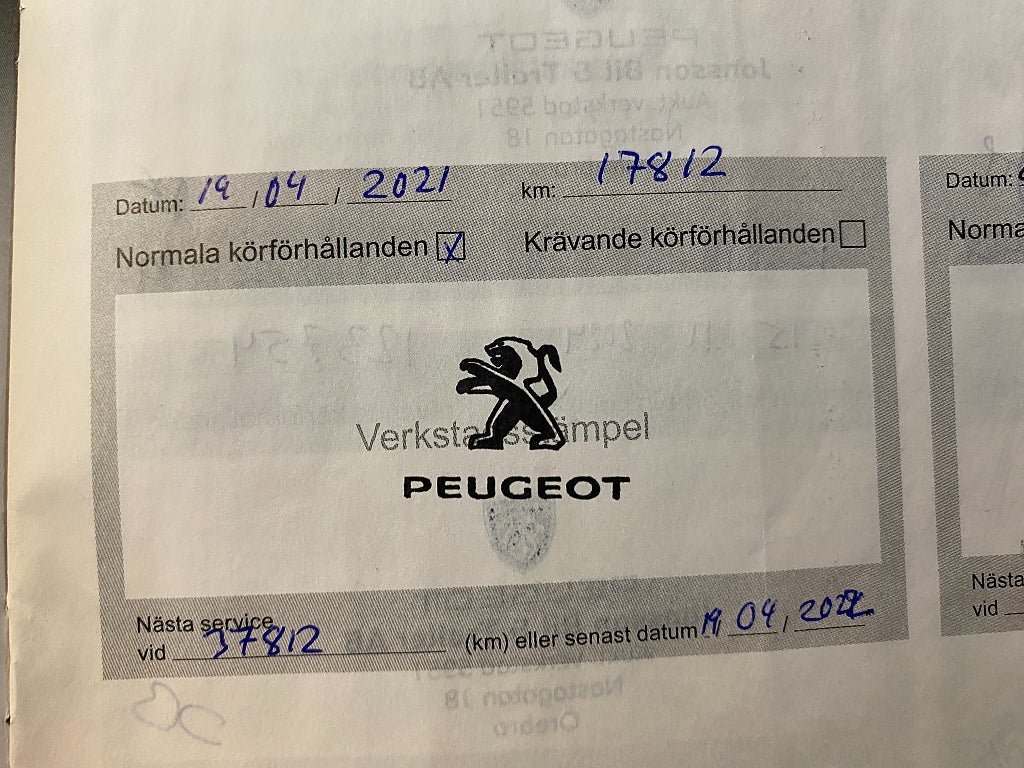 Datum: 19 / 04 / 2021 km: 17812
Normala körförhållanden X Krävande körförhållanden
PEUGEOT
Nästa service
vid 37812 (km) eller senast datum 19 04, 2022
Datum:
Norma
Nästa
vid